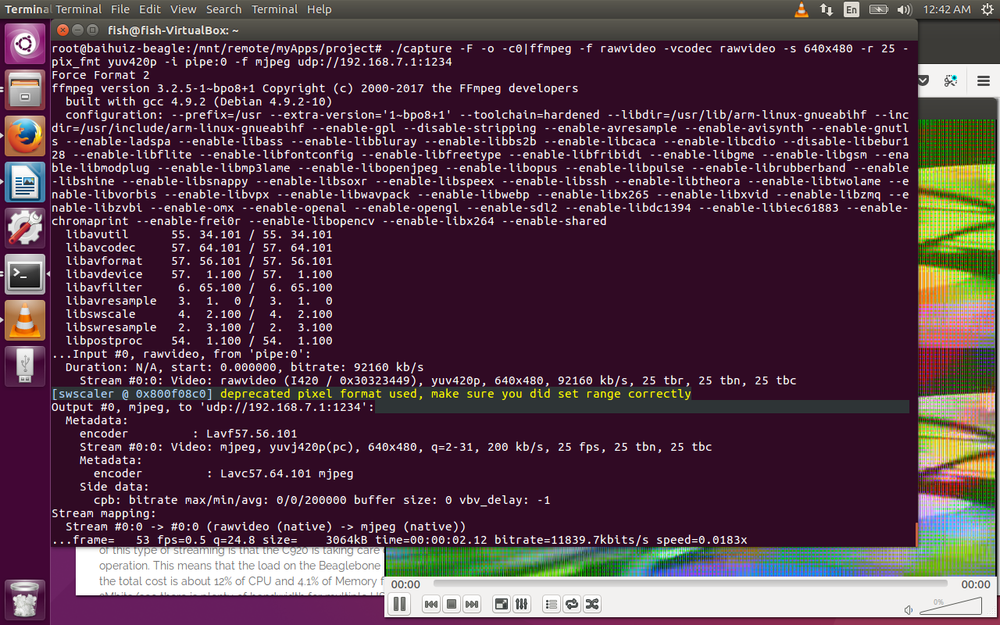 Terminal Terminal File Edit View Search Terminal Help En 12:42 AM
fish@fish-VirtualBox: ~
root@baihuiz-beagle:/mnt/remote/myApps/project# ./capture -F -o -c0|ffmpeg -f rawvideo -vcodec rawvideo -s 640x480 -r 25 -
pix_fmt yuv420p -i pipe:0 -f mjpeg udp://192.168.7.1:1234
Force Format 2
ffmpeg version 3.2.5-1~bpo8+1 Copyright (c) 2000-2017 the FFmpeg developers
  built with gcc 4.9.2 (Debian 4.9.2-10)
  configuration: --prefix=/usr --extra-version='1~bpo8+1' --toolchain=hardened --libdir=/usr/lib/arm-linux-gnueabihf --inc
dir=/usr/include/arm-linux-gnueabihf --enable-gpl --disable-stripping --enable-avresample --enable-avisynth --enable-gnutl
s --enable-ladspa --enable-libass --enable-libbluray --enable-libbs2b --enable-libcaca --enable-libcdio --disable-libebur1
28 --enable-libflite --enable-libfontconfig --enable-libfreetype --enable-libfribidi --enable-libgme --enable-libgsm --ena
ble-libmodplug --enable-libmp3lame --enable-libopenjpeg --enable-libopus --enable-libpulse --enable-librubberband --enable
-libshine --enable-libsnappy --enable-libsoxr --enable-libspeex --enable-libssh --enable-libtheora --enable-libtwolame --e
nable-libvorbis --enable-libvpx --enable-libwavpack --enable-libwebp --enable-libx265 --enable-libxvid --enable-libzmq --e
nable-libzvbi --enable-omx --enable-openal --enable-opengl --enable-sdl2 --enable-libdc1394 --enable-libiec61883 --enable-
chromaprint --enable-frei0r --enable-libopencv --enable-libx264 --enable-shared
  libavutil      55. 34.101 / 55. 34.101
  libavcodec     57. 64.101 / 57. 64.101
  libavformat    57. 56.101 / 57. 56.101
  libavdevice    57.  1.100 / 57.  1.100
  libavfilter     6. 65.100 /  6. 65.100
  libavresample   3.  1.  0 /  3.  1.  0
  libswscale      4.  2.100 /  4.  2.100
  libswresample   2.  3.100 /  2.  3.100
  libpostproc    54.  1.100 / 54.  1.100
...Input #0, rawvideo, from 'pipe:0':
  Duration: N/A, start: 0.000000, bitrate: 92160 kb/s
    Stream #0:0: Video: rawvideo (I420 / 0x30323449), yuv420p, 640x480, 92160 kb/s, 25 tbr, 25 tbn, 25 tbc
[swscaler @ 0x800f08c0] deprecated pixel format used, make sure you did set range correctly
Output #0, mjpeg, to 'udp://192.168.7.1:1234':
  Metadata:
    encoder         : Lavf57.56.101
    Stream #0:0: Video: mjpeg, yuvj420p(pc), 640x480, q=2-31, 200 kb/s, 25 fps, 25 tbn, 25 tbc
    Metadata:
      encoder         : Lavc57.64.101 mjpeg
    Side data:
      cpb: bitrate max/min/avg: 0/0/200000 buffer size: 0 vbv_delay: -1
Stream mapping:
  Stream #0:0 -> #0:0 (rawvideo (native) -> mjpeg (native))
...frame=   53 fps=0.5 q=24.8 size=    3064kB time=00:00:02.12 bitrate=11839.7kbits/s speed=0.0183x
of this type of streaming is that the C920 is taking care
operation. This means that the load on the Beaglebone
the total cost is about 12% of CPU and 4.1% of Memory f
00:00 00:00
0%